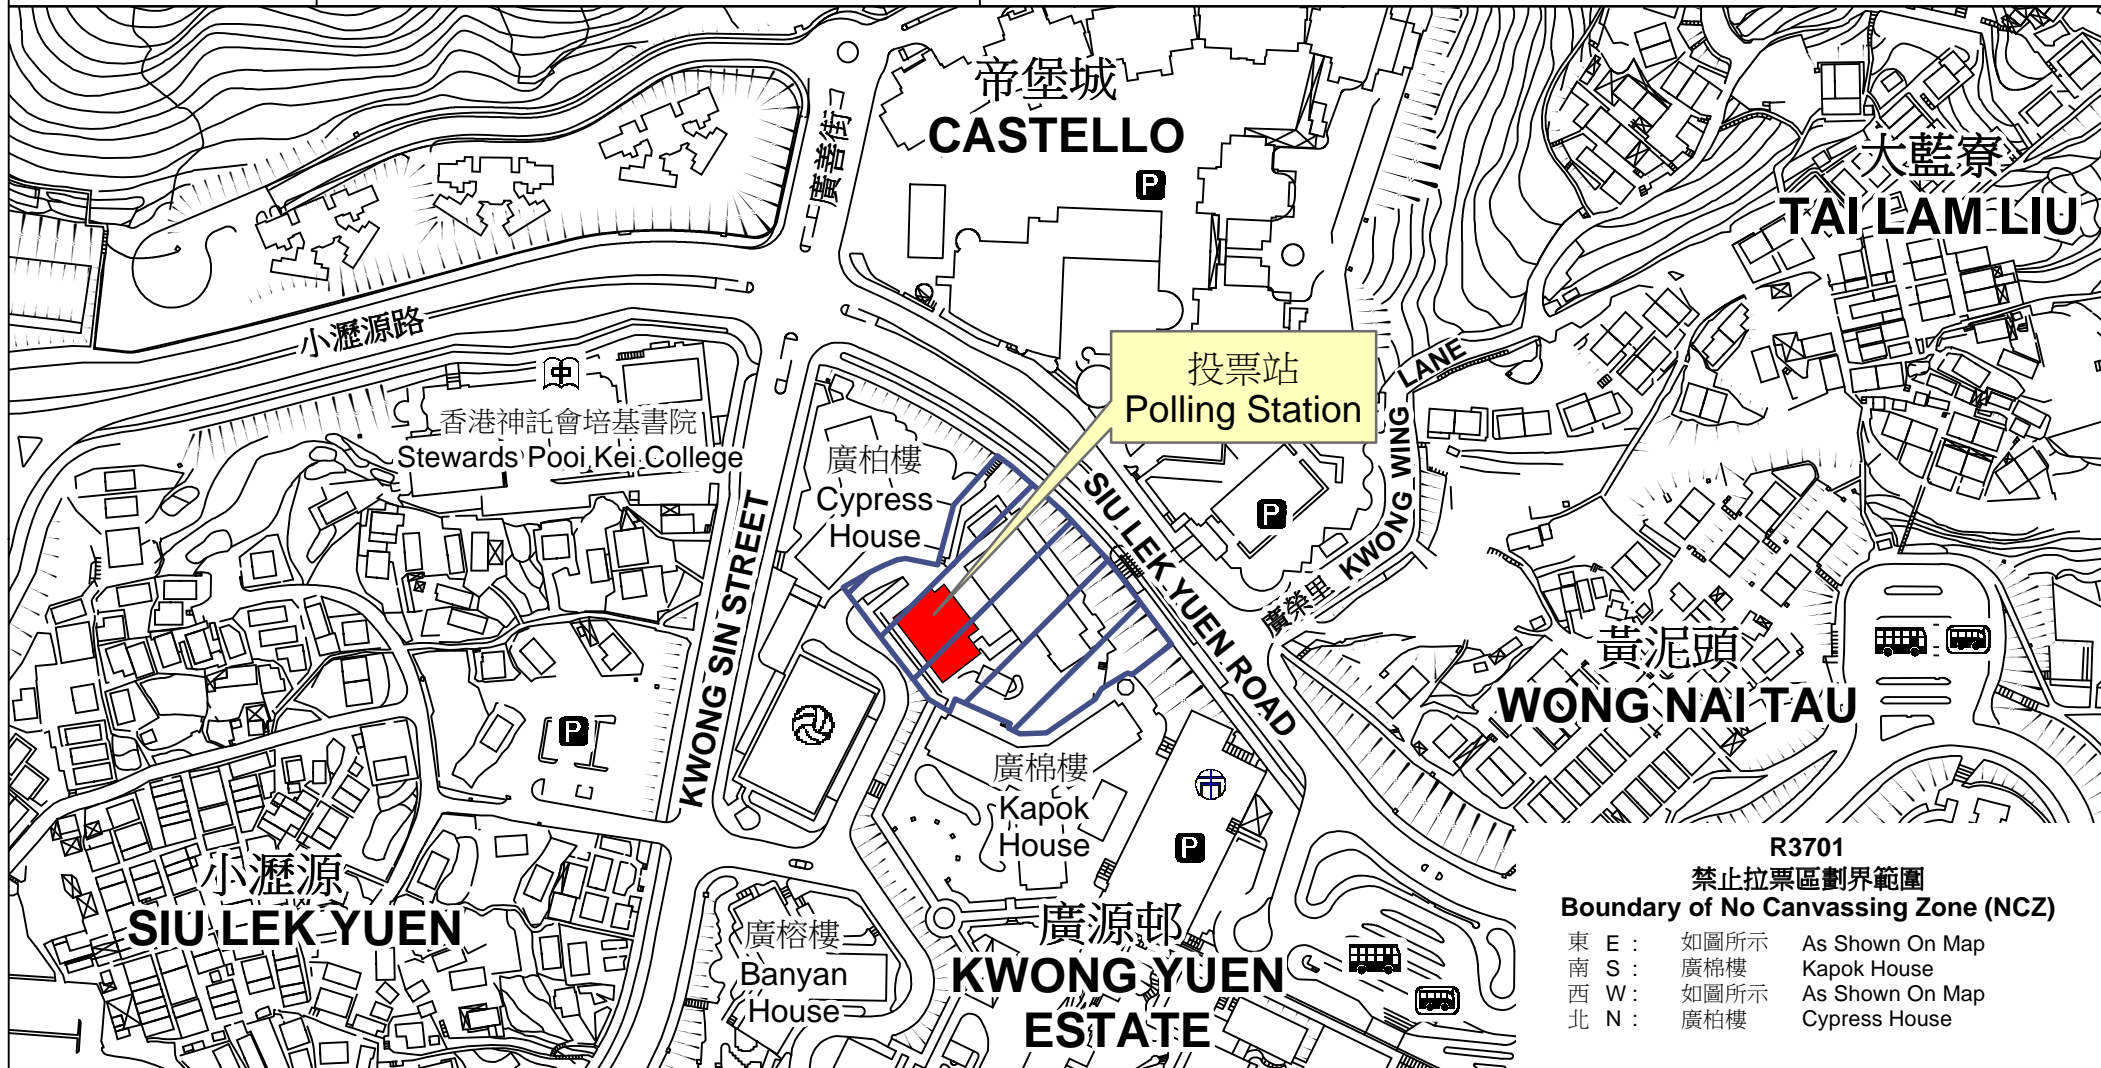 帝堡城
CASTELLO
廣善街
P
大藍寮
TAI LAM LIU
小瀝源路
投票站
Polling Station
KWONG WING LANE
廣榮里
中
香港神託會培基書院
Stewards Pooi Kei College
廣柏樓
Cypress
House
SIU LEK YUEN ROAD
P
KWONG SIN STREET
黃泥頭
WONG NAI TAU
P
廣棉樓
Kapok
House
P
小瀝源
SIU LEK YUEN
廣榕樓
Banyan
House
廣源邨
KWONG YUEN
ESTATE
R3701
禁止拉票區劃界範圍
Boundary of No Canvassing Zone (NCZ)
東 E : 如圖所示 As Shown On Map
南 S : 廣棉樓 Kapok House
西 W : 如圖所示 As Shown On Map
北 N : 廣柏樓 Cypress House